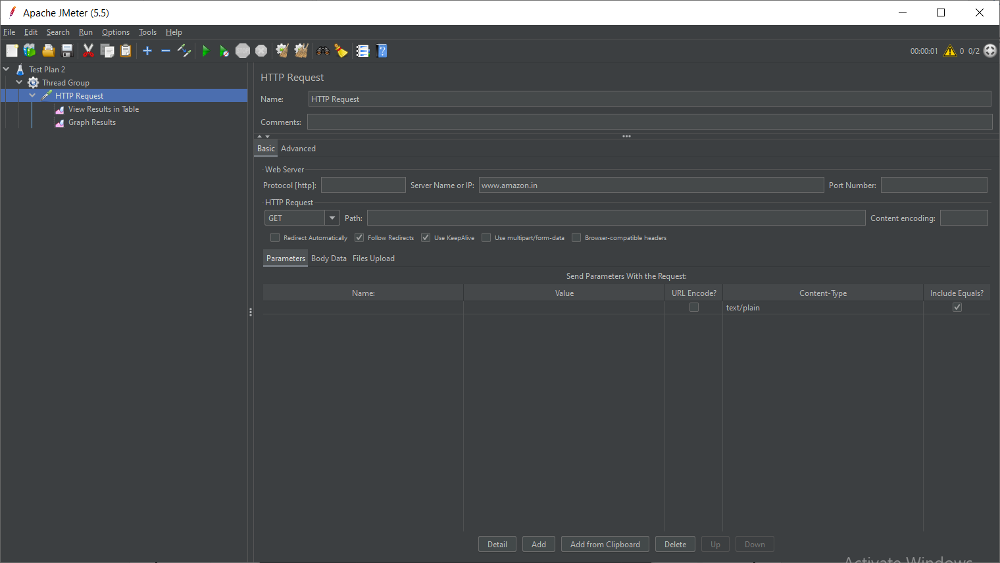 Apache JMeter (5.5)
File Edit Search Run Options Tools Help
STOP
00:00:01 0 0/2
Test Plan 2
Thread Group
HTTP Request
View Results in Table
Graph Results
HTTP Request
Name: HTTP Request
Comments:
Basic Advanced
Web Server
Protocol [http]: Server Name or IP: www.amazon.in Port Number:
HTTP Request
GET Path: Content encoding:
Redirect Automatically Follow Redirects Use KeepAlive Use multipart/form-data Browser-compatible headers
Parameters Body Data Files Upload
Send Parameters With the Request:
Name: Value URL Encode? Content-Type Include Equals?
text/plain
Detail Add Add from Clipboard Delete Up Down
Activate Windows